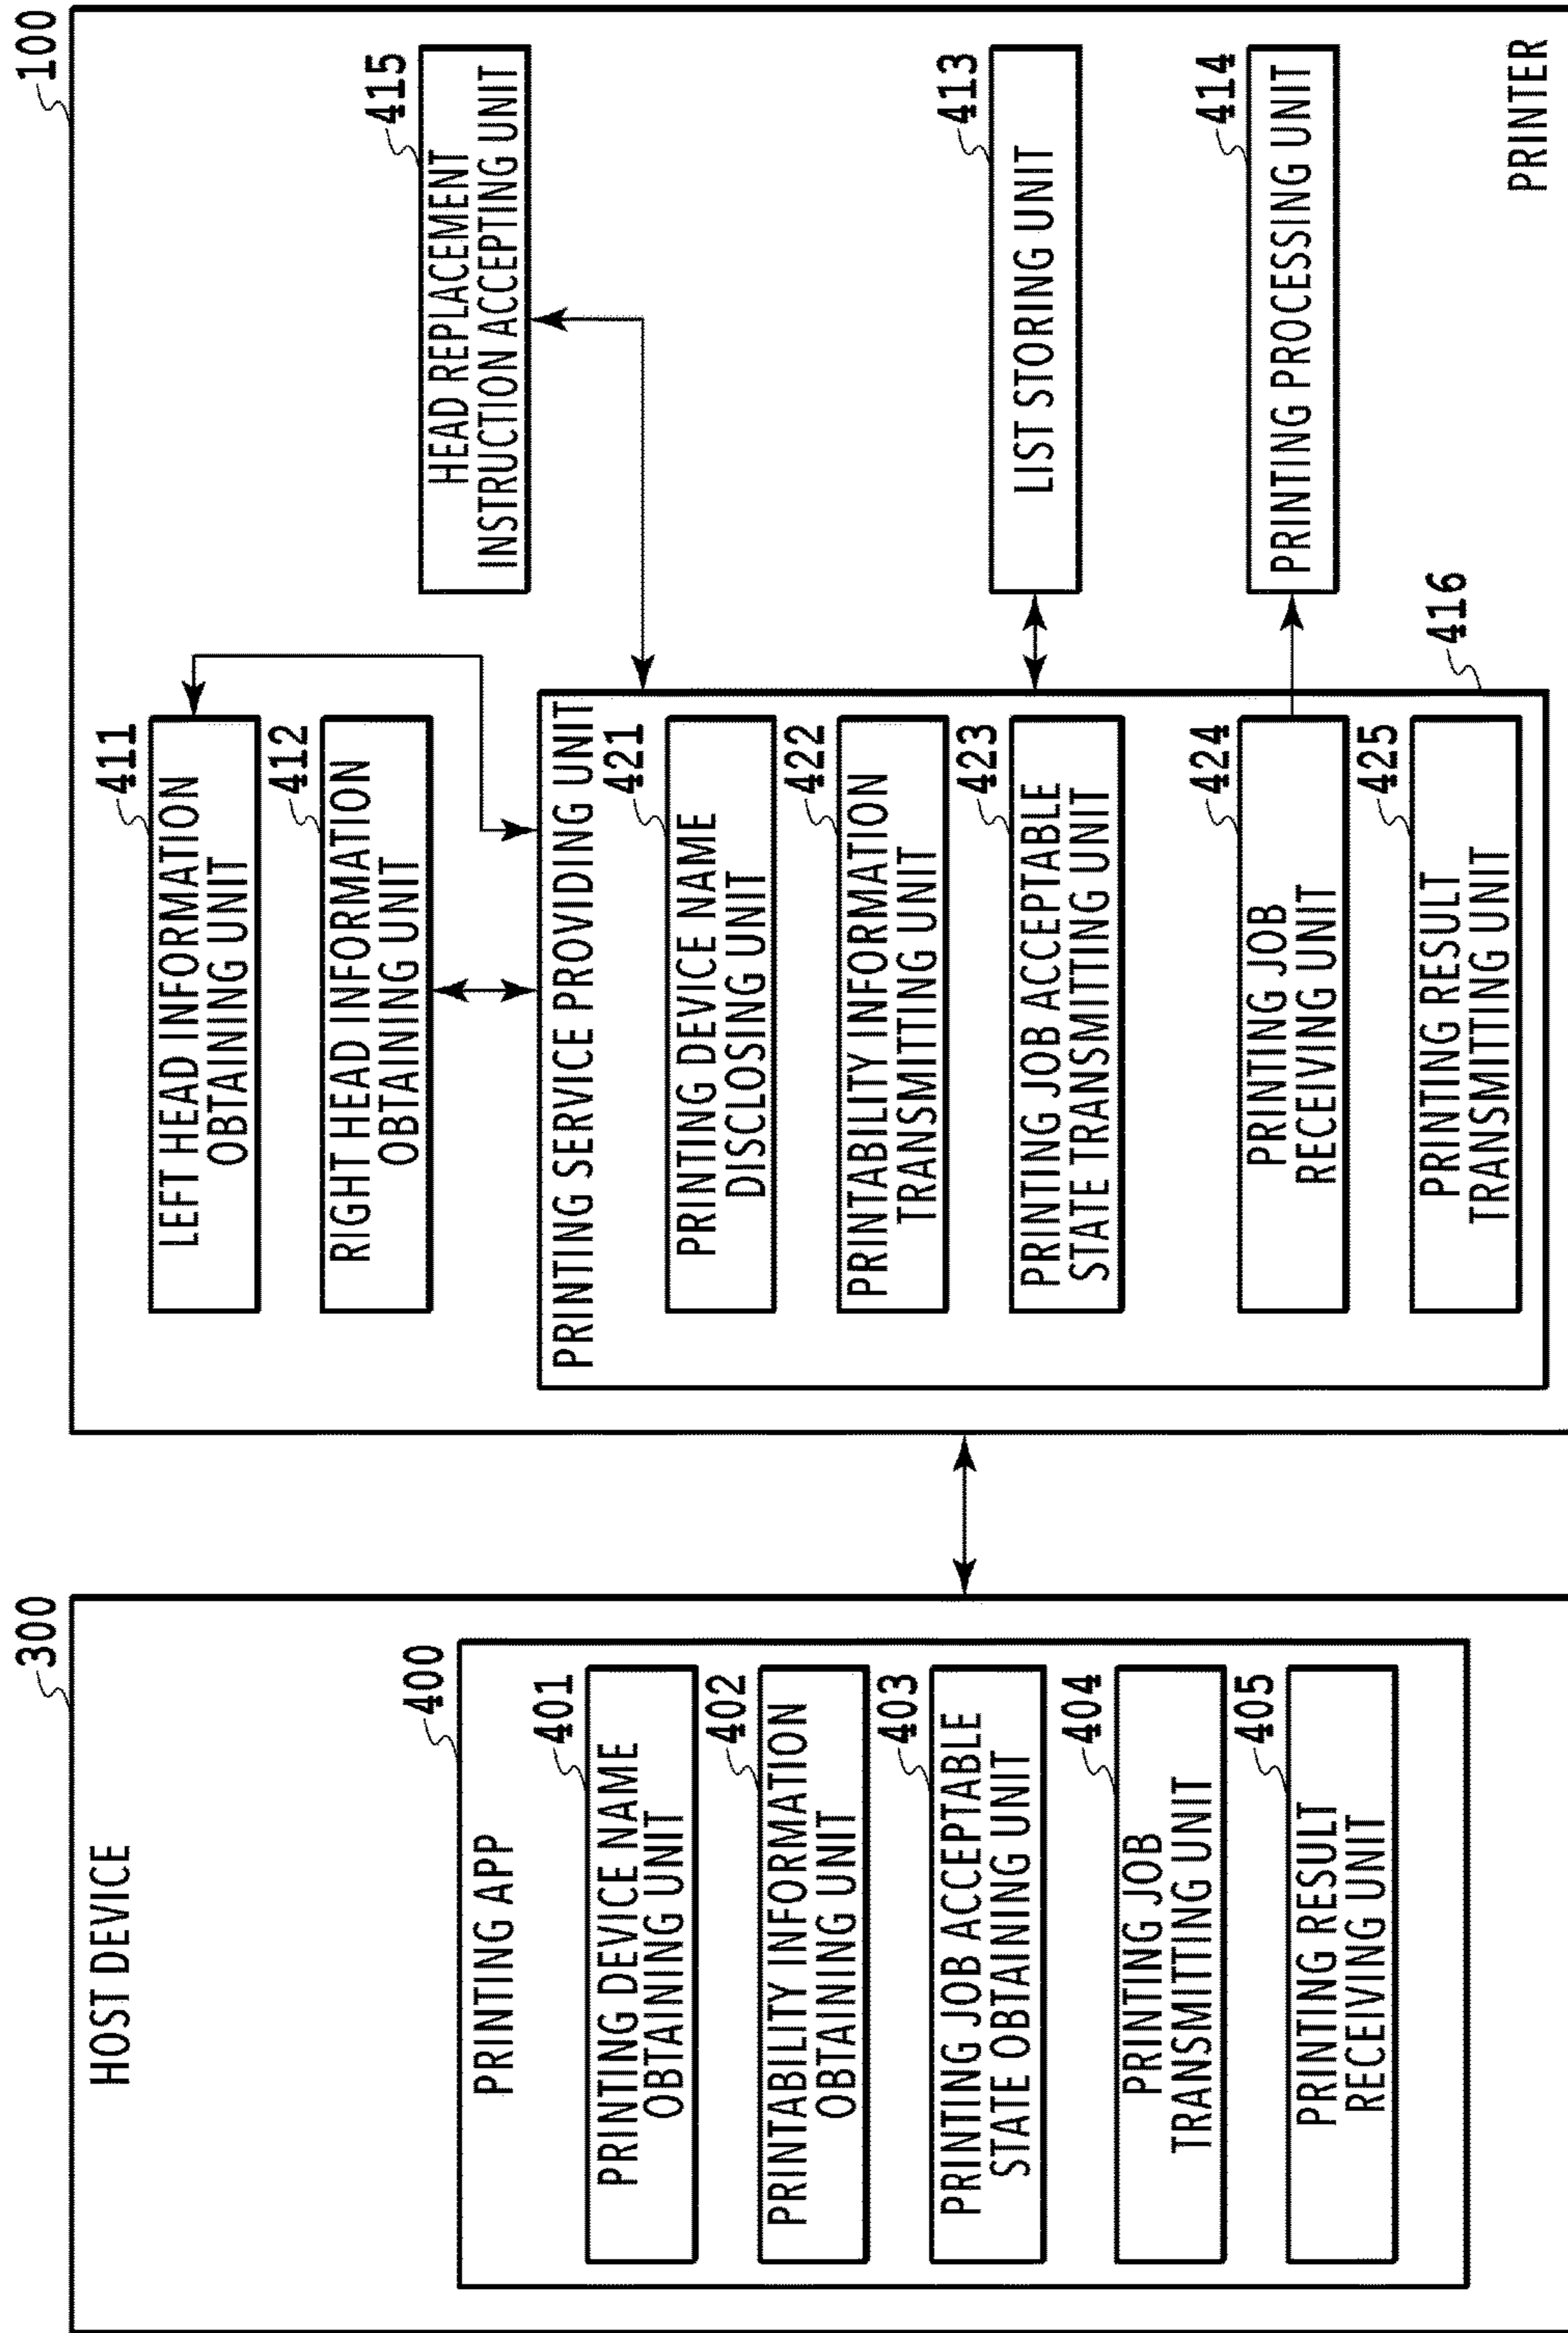 300
HOST DEVICE
400
PRINTING APP
401
PRINTING DEVICE NAME
OBTAINING UNIT
402
PRINTABILITY INFORMATION
OBTAINING UNIT
403
PRINTING JOB ACCEPTABLE
STATE OBTAINING UNIT
404
PRINTING JOB
TRANSMITTING UNIT
405
PRINTING RESULT
RECEIVING UNIT
100
411
LEFT HEAD INFORMATION
OBTAINING UNIT
412
RIGHT HEAD INFORMATION
OBTAINING UNIT
PRINTING SERVICE PROVIDING UNIT
421
PRINTING DEVICE NAME
DISCLOSING UNIT
422
PRINTABILITY INFORMATION
TRANSMITTING UNIT
423
PRINTING JOB ACCEPTABLE
STATE TRANSMITTING UNIT
424
PRINTING JOB
RECEIVING UNIT
425
PRINTING RESULT
TRANSMITTING UNIT
416
415
HEAD REPLACEMENT
INSTRUCTION ACCEPTING UNIT
413
LIST STORING UNIT
414
PRINTING PROCESSING UNIT
PRINTER